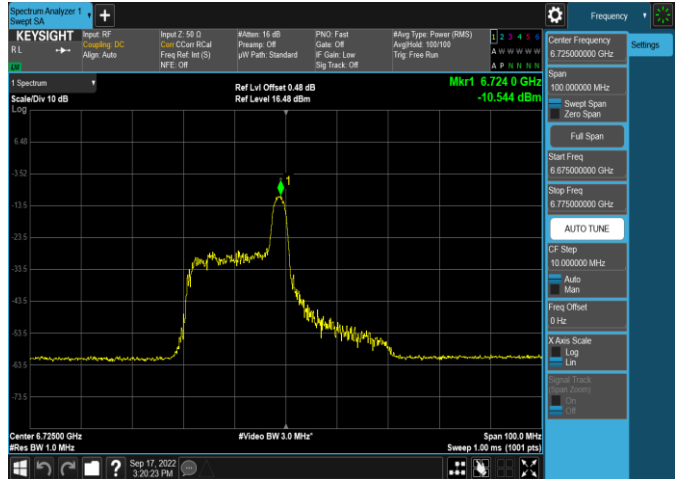 Spectrum Analyzer 1
Swept SA
Frequency
KEYSIGHT
R L
Input: RF
Coupling: DC
Align: Auto
Input Z: 50 Ω
Corr CCorr RCal
Freq Ref: Int (S)
NFE: Off
#Atten: 16 dB
Preamp: Off
µW Path: Standard
PNO: Fast
Gate: Off
IF Gain: Low
Sig Track: Off
#Avg Type: Power (RMS)
Avg|Hold: 100/100
Trig: Free Run
1 2 3 4 5 6
A W W W W W
A P N N N N
1 Spectrum
Scale/Div 10 dB
Log
Ref Lvl Offset 0.48 dB
Ref Level 16.48 dBm
Mkr1 6.724 0 GHz
-10.544 dBm
6.48
-3.52
-13.5
-23.5
-33.5
-43.5
-53.5
-63.5
-73.5
1
Center 6.72500 GHz
#Res BW 1.0 MHz
#Video BW 3.0 MHz*
Span 100.0 MHz
Sweep 1.00 ms (1001 pts)
Center Frequency
6.725000000 GHz
Span
100.000000 MHz
Swept Span
Zero Span
Full Span
Start Freq
6.675000000 GHz
Stop Freq
6.775000000 GHz
AUTO TUNE
CF Step
10.000000 MHz
Auto
Man
Freq Offset
0 Hz
X Axis Scale
Log
Lin
Signal Track
(Span Zoom)
On
Off
Settings
?
Sep 17, 2022
3:20:23 PM